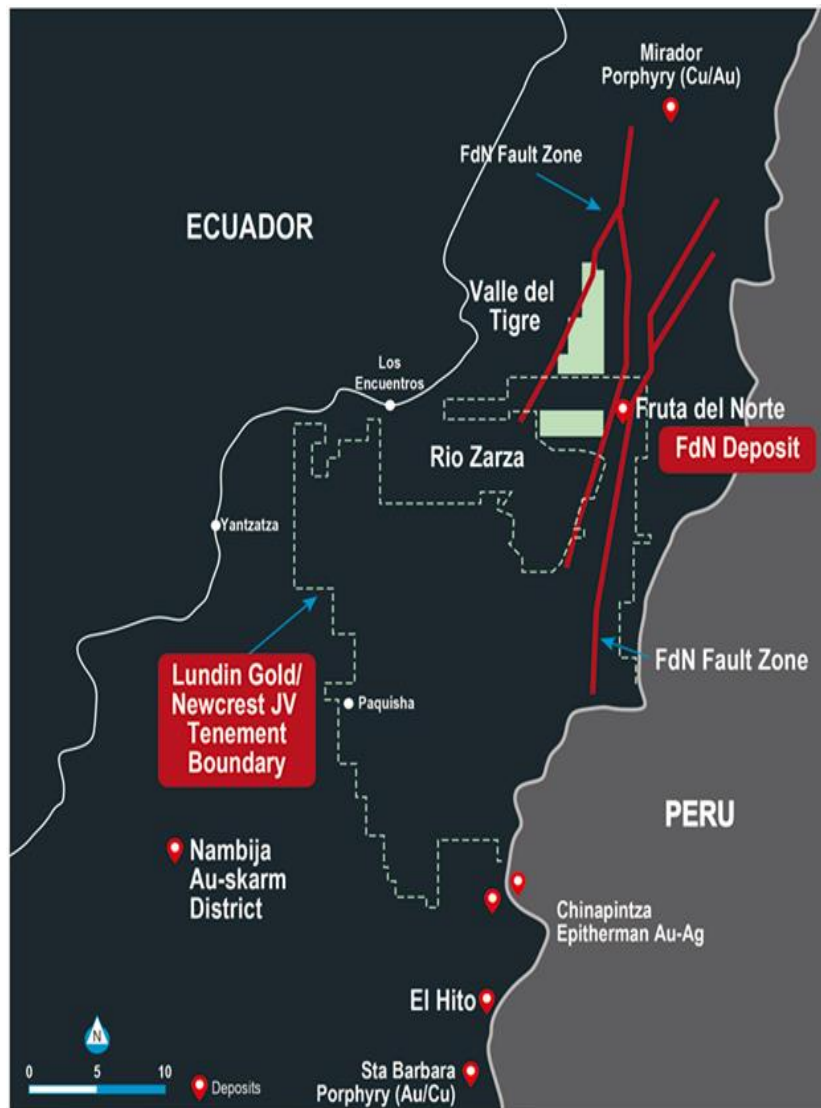 Mirador
Porphyry (Cu/Au)
FdN Fault Zone
ECUADOR
Valle del
Tigre
Los
Encuentros
Fruta del Norte
FdN Deposit
Rio Zarza
Yantzatza
Lundin Gold/
Newcrest JV
Tenement
Boundary
FdN Fault Zone
Paquisha
PERU
Nambija
Au-skarm
District
Chinapintza
Epitherman Au-Ag
El Hito
N
0 5 10
Deposits
Sta Barbara
Porphyry (Au/Cu)